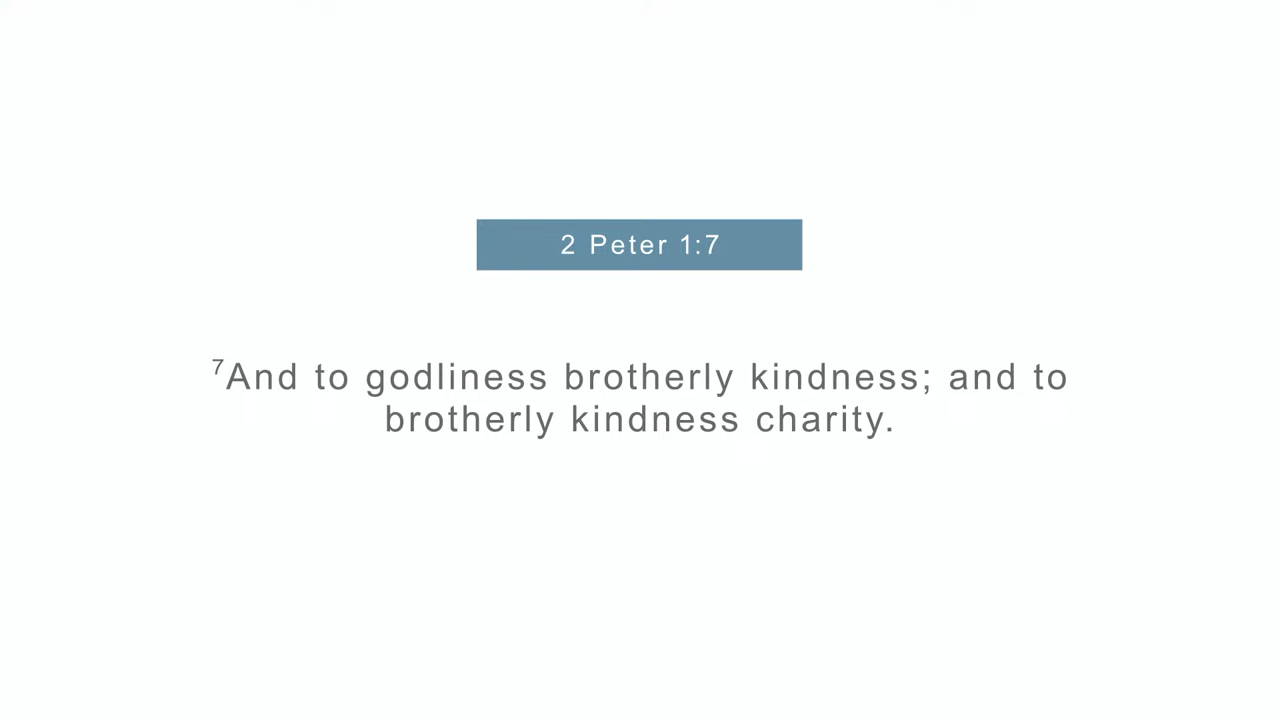 2 Peter 1:7
⁷And to godliness brotherly kindness; and to
brotherly kindness charity.